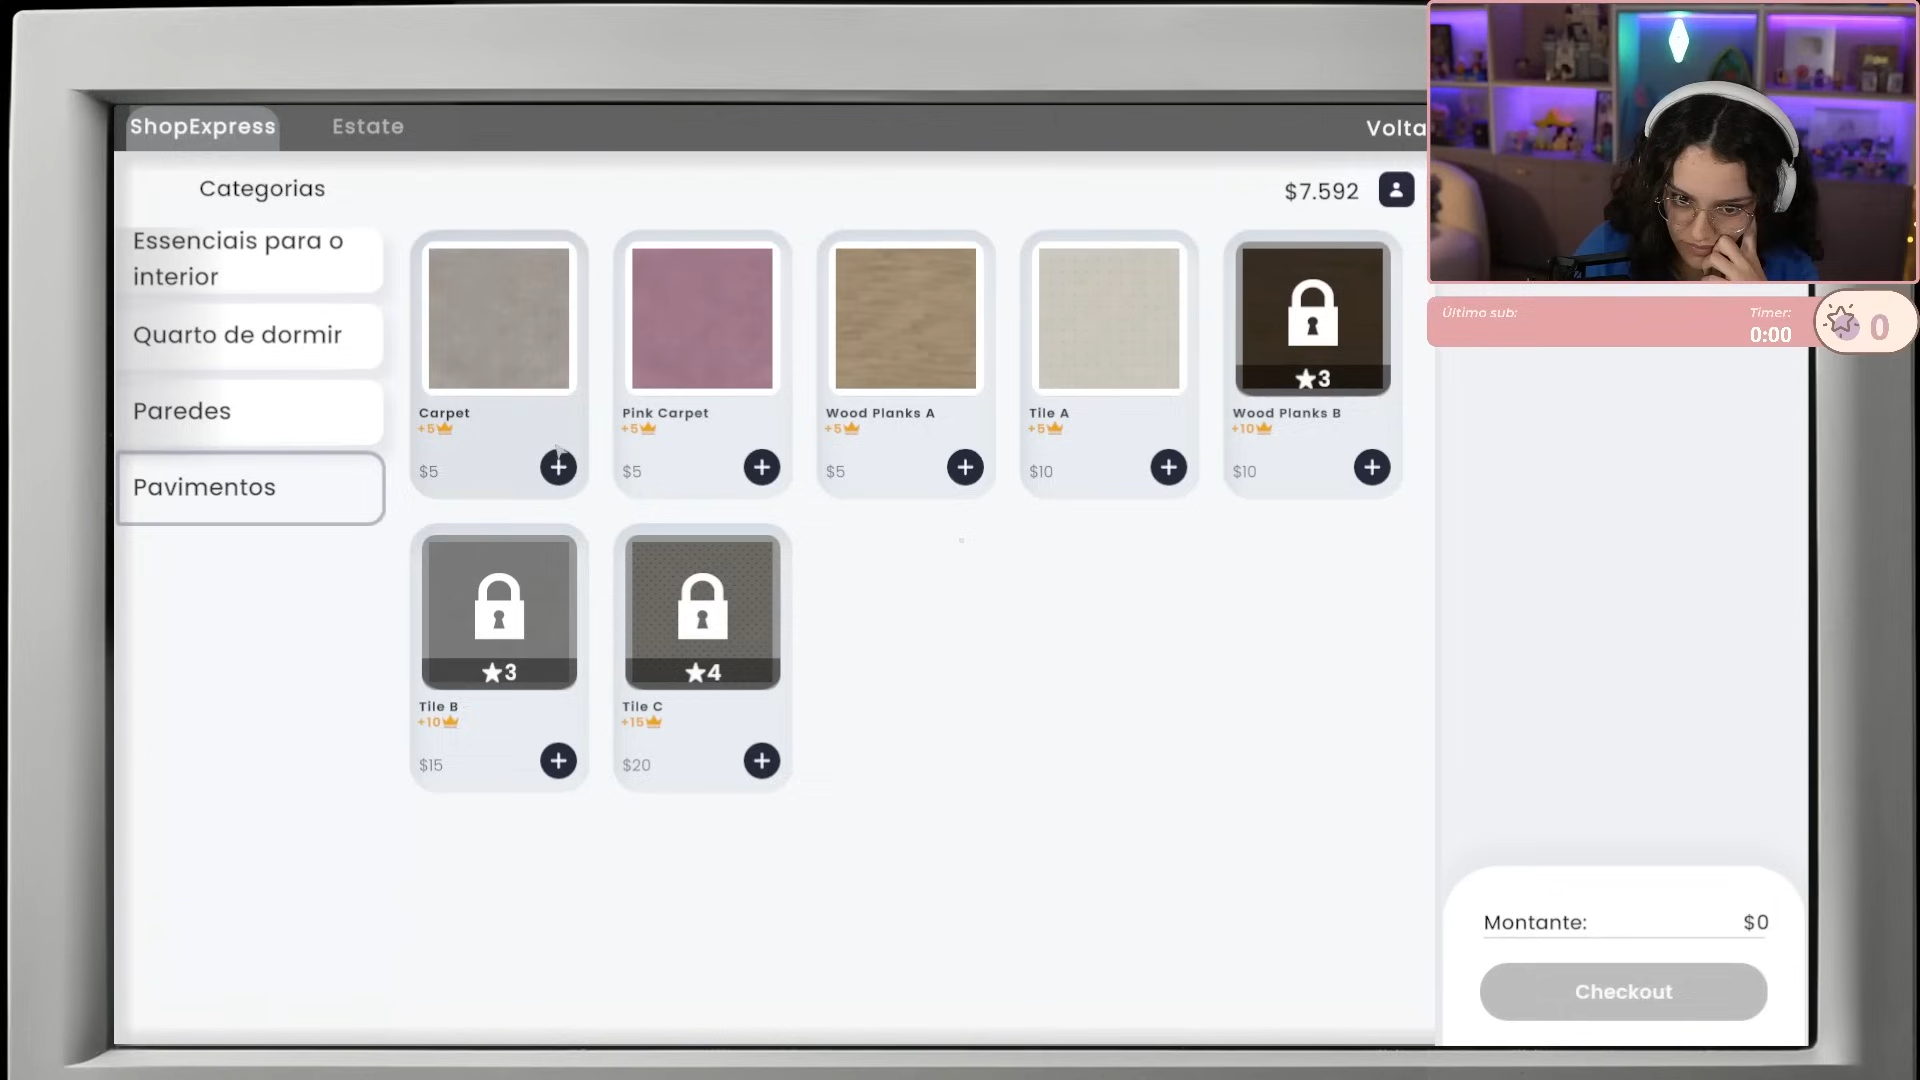 ShopExpress
Estate
Volta
Categorias
$7.592
Essenciais para o
interior
Quarto de dormir
Paredes
Pavimentos
Carpet
+5
$5
Pink Carpet
+5
$5
Wood Planks A
+5
$5
Tile A
+5
$10
3
Wood Planks B
+10
$10
3
Tile B
+10
$15
4
Tile C
+15
$20
Último sub:
Timer:
0:00
0
Montante:
$0
Checkout